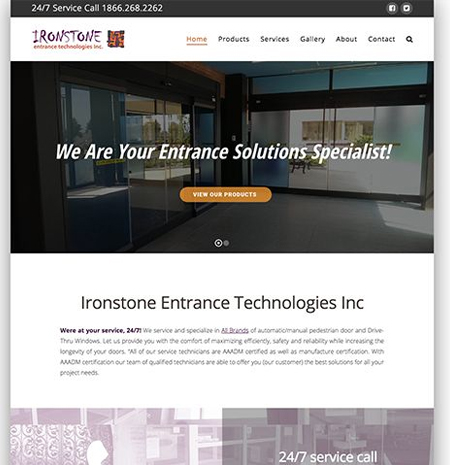 24/7 Service Call 1866.268.2262
IRONSTONE
entrance technologies inc.
Home Products Services Gallery About Contact
We Are Your Entrance Solutions Specialist!
VIEW OUR PRODUCTS
Ironstone Entrance Technologies Inc
Were at your service, 24/7! We service and specialize in All Brands of automatic/manual pedestrian door and Drive-
Thru Windows. Let us provide you with the comfort of maximizing efficiently, safety and reliability while increasing the
longevity of your doors. "All of our service technicians are AAADM certified as well as manufacture certification. With
AAADM certification our team of qualified technicians are able to offer you (our customer) the best solutions for all your
project needs.
24/7 service call